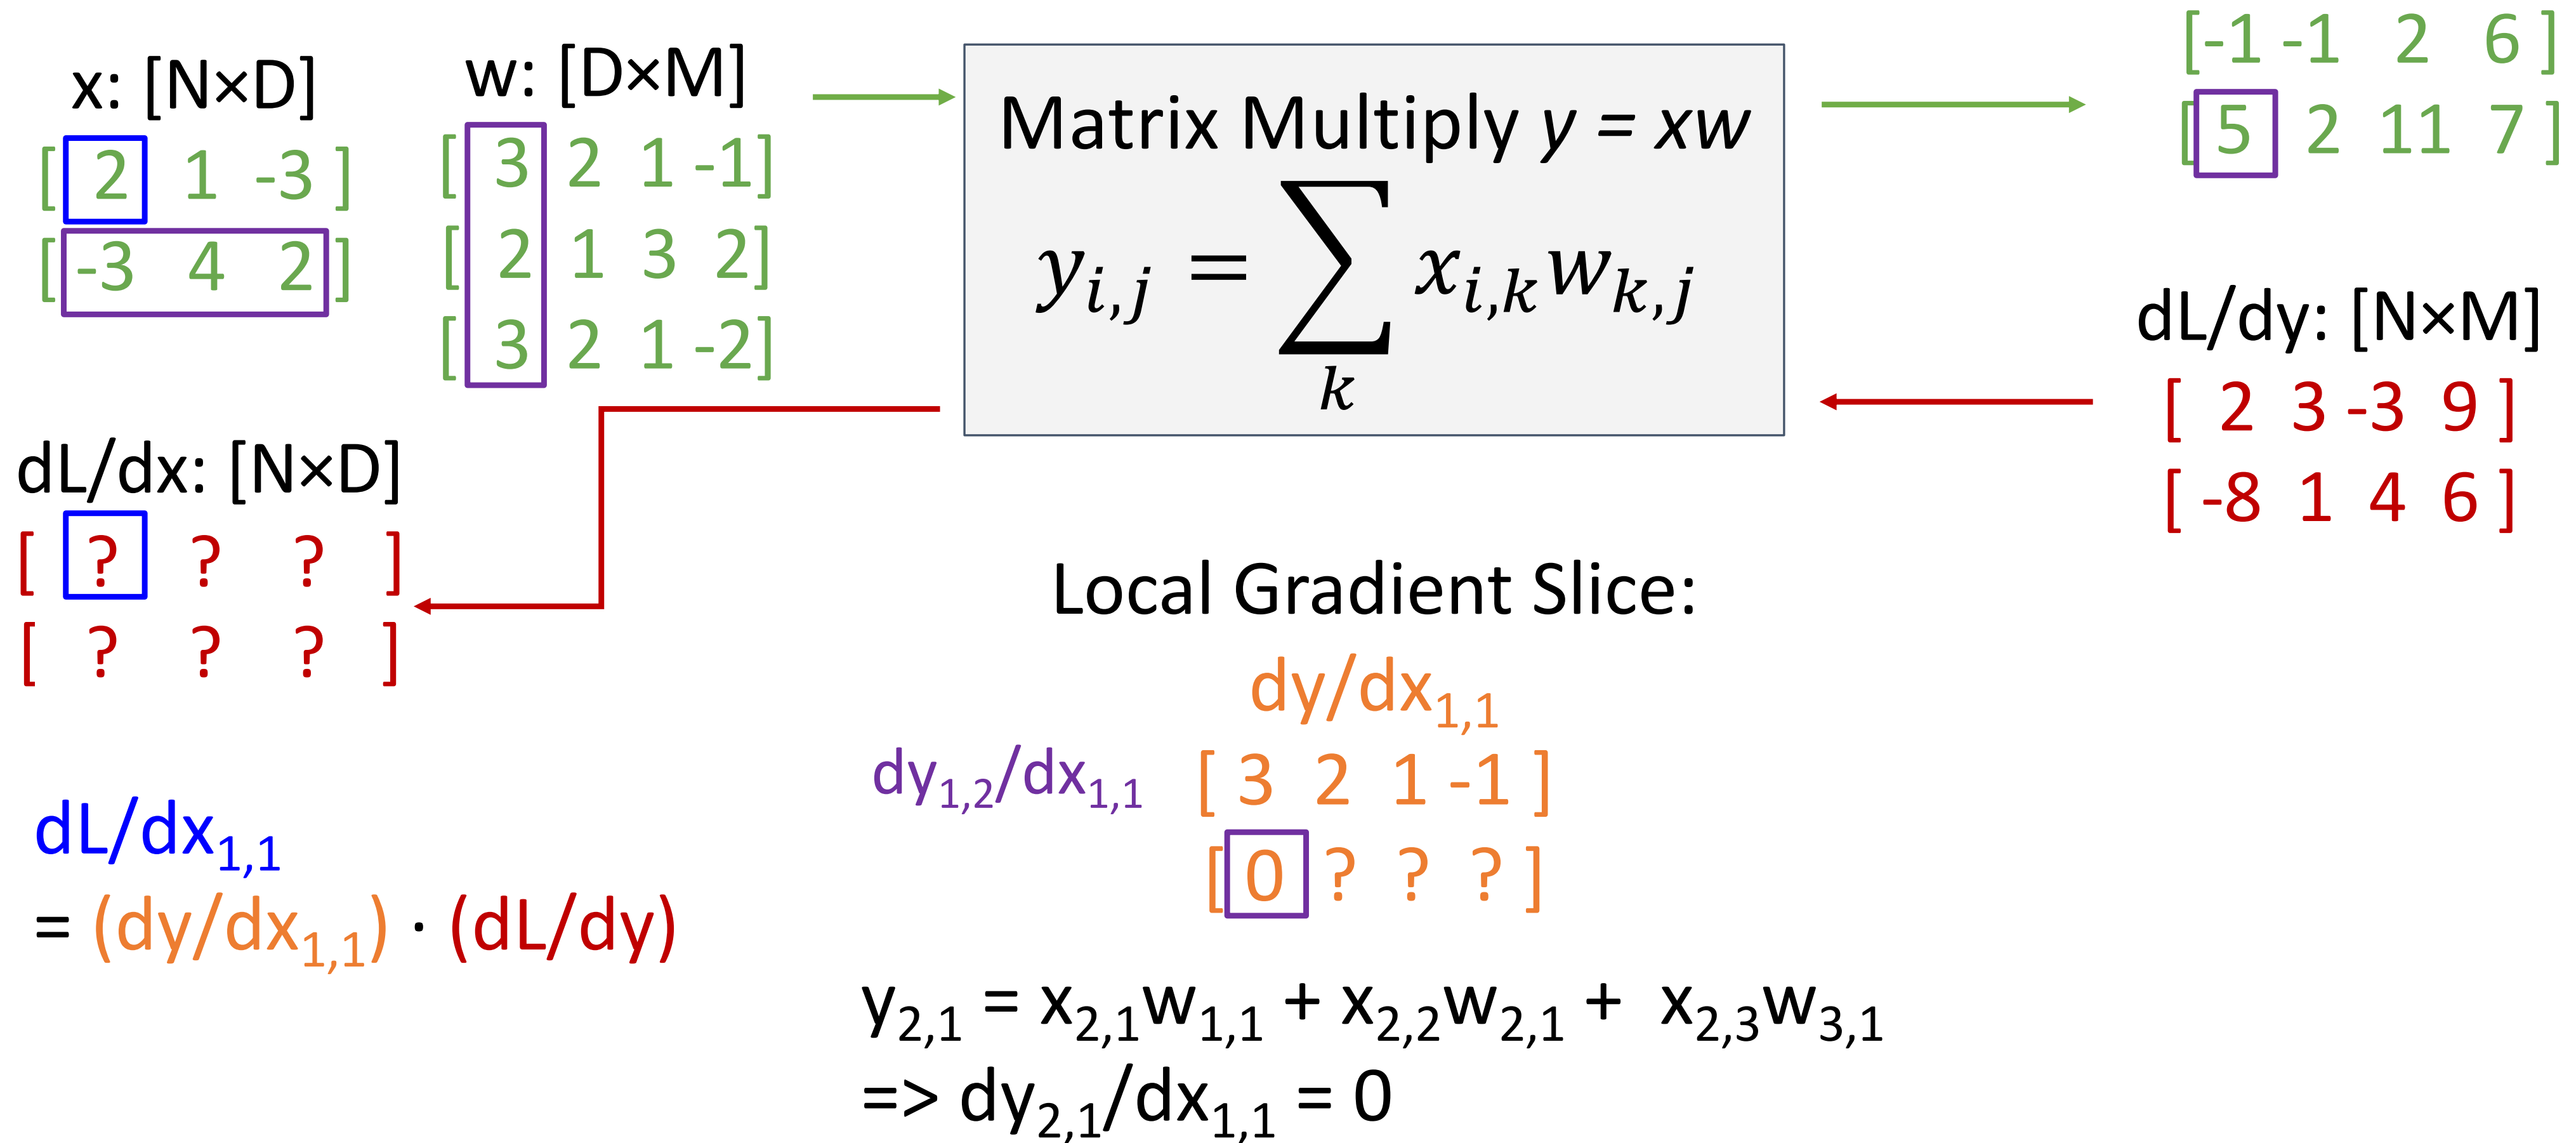 x: [N×D]
[ 2 1 -3 ]
[ -3 4 2 ]
w: [D×M]
[ 3 2 1 -1]
[ 2 1 3 2]
[ 3 2 1 -2]
Matrix Multiply y = xw
y_{i,j} = ∑_k x_{i,k}w_{k,j}
[-1 -1 2 6 ]
[ 5 2 11 7 ]
dL/dy: [N×M]
[ 2 3 -3 9 ]
[ -8 1 4 6 ]
dL/dx: [N×D]
[ ? ? ? ]
[ ? ? ? ]
dL/dx_{1,1}
= (dy/dx_{1,1}) · (dL/dy)
Local Gradient Slice:
dy/dx_{1,1}
dy_{1,2}/dx_{1,1}
[ 3 2 1 -1 ]
[ 0 ? ? ? ]
y_{2,1} = x_{2,1}w_{1,1} + x_{2,2}w_{2,1} + x_{2,3}w_{3,1}
=> dy_{2,1}/dx_{1,1} = 0